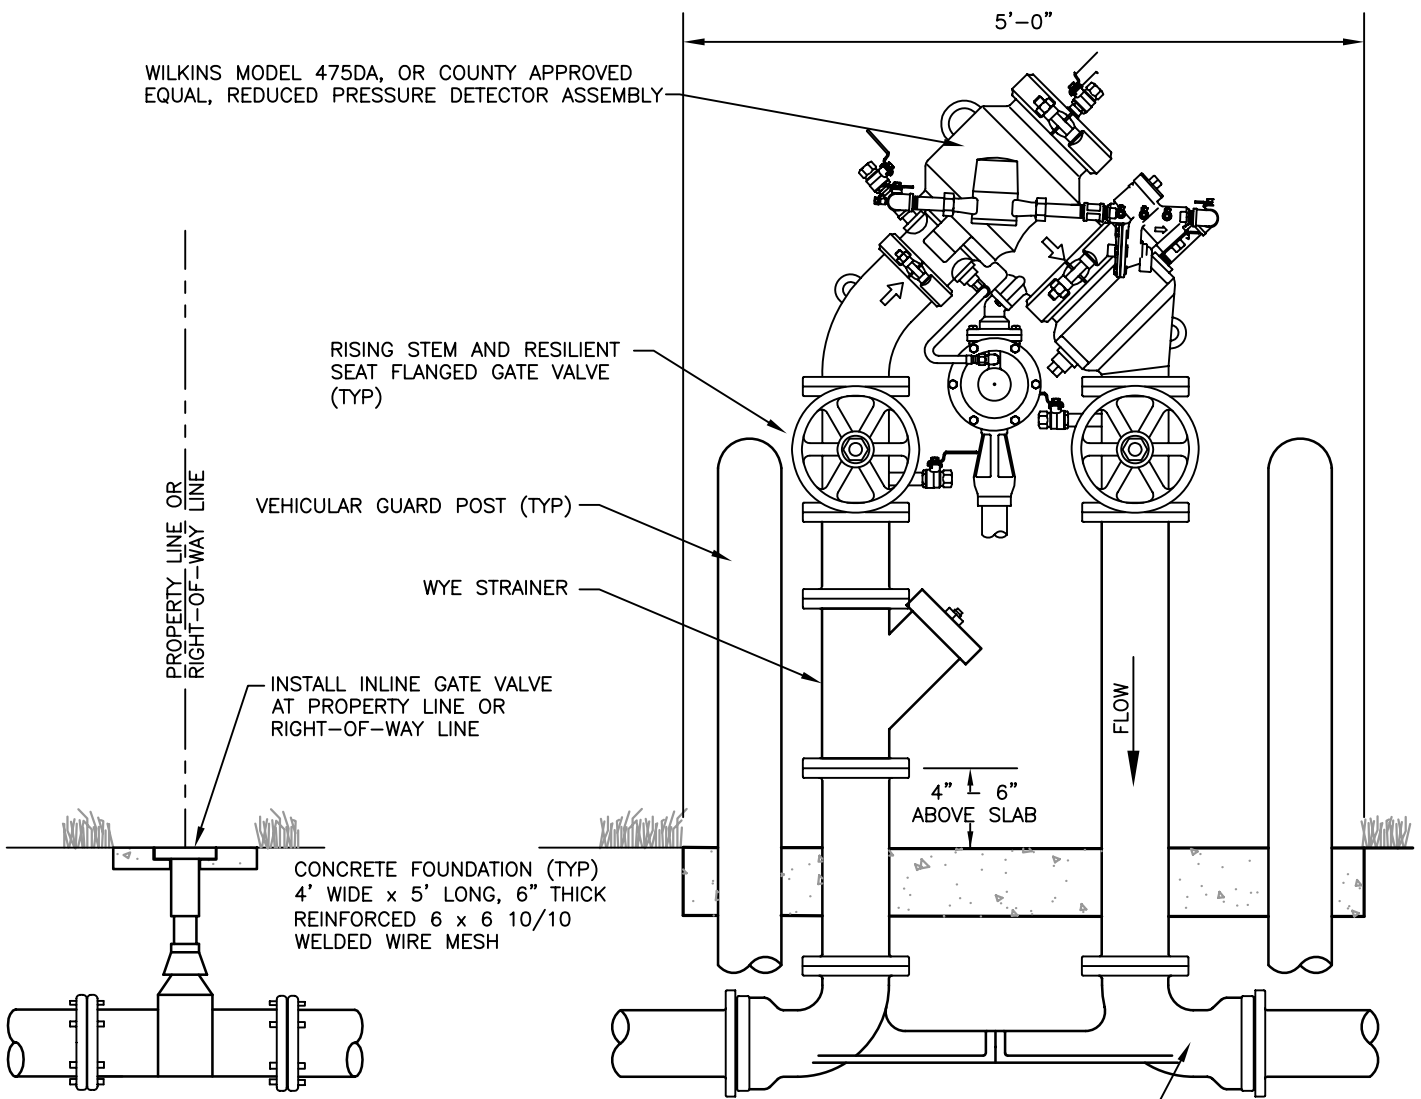 5'-0"
WILKINS MODEL 475DA, OR COUNTY APPROVED
EQUAL, REDUCED PRESSURE DETECTOR ASSEMBLY
RISING STEM AND RESILIENT
SEAT FLANGED GATE VALVE
(TYP)
VEHICULAR GUARD POST (TYP)
WYE STRAINER
PROPERTY LINE OR
RIGHT-OF-WAY LINE
INSTALL INLINE GATE VALVE
AT PROPERTY LINE OR
RIGHT-OF-WAY LINE
FLOW
4" - 6"
ABOVE SLAB
CONCRETE FOUNDATION (TYP)
4' WIDE x 5' LONG, 6" THICK
REINFORCED 6 x 6 10/10
WELDED WIRE MESH